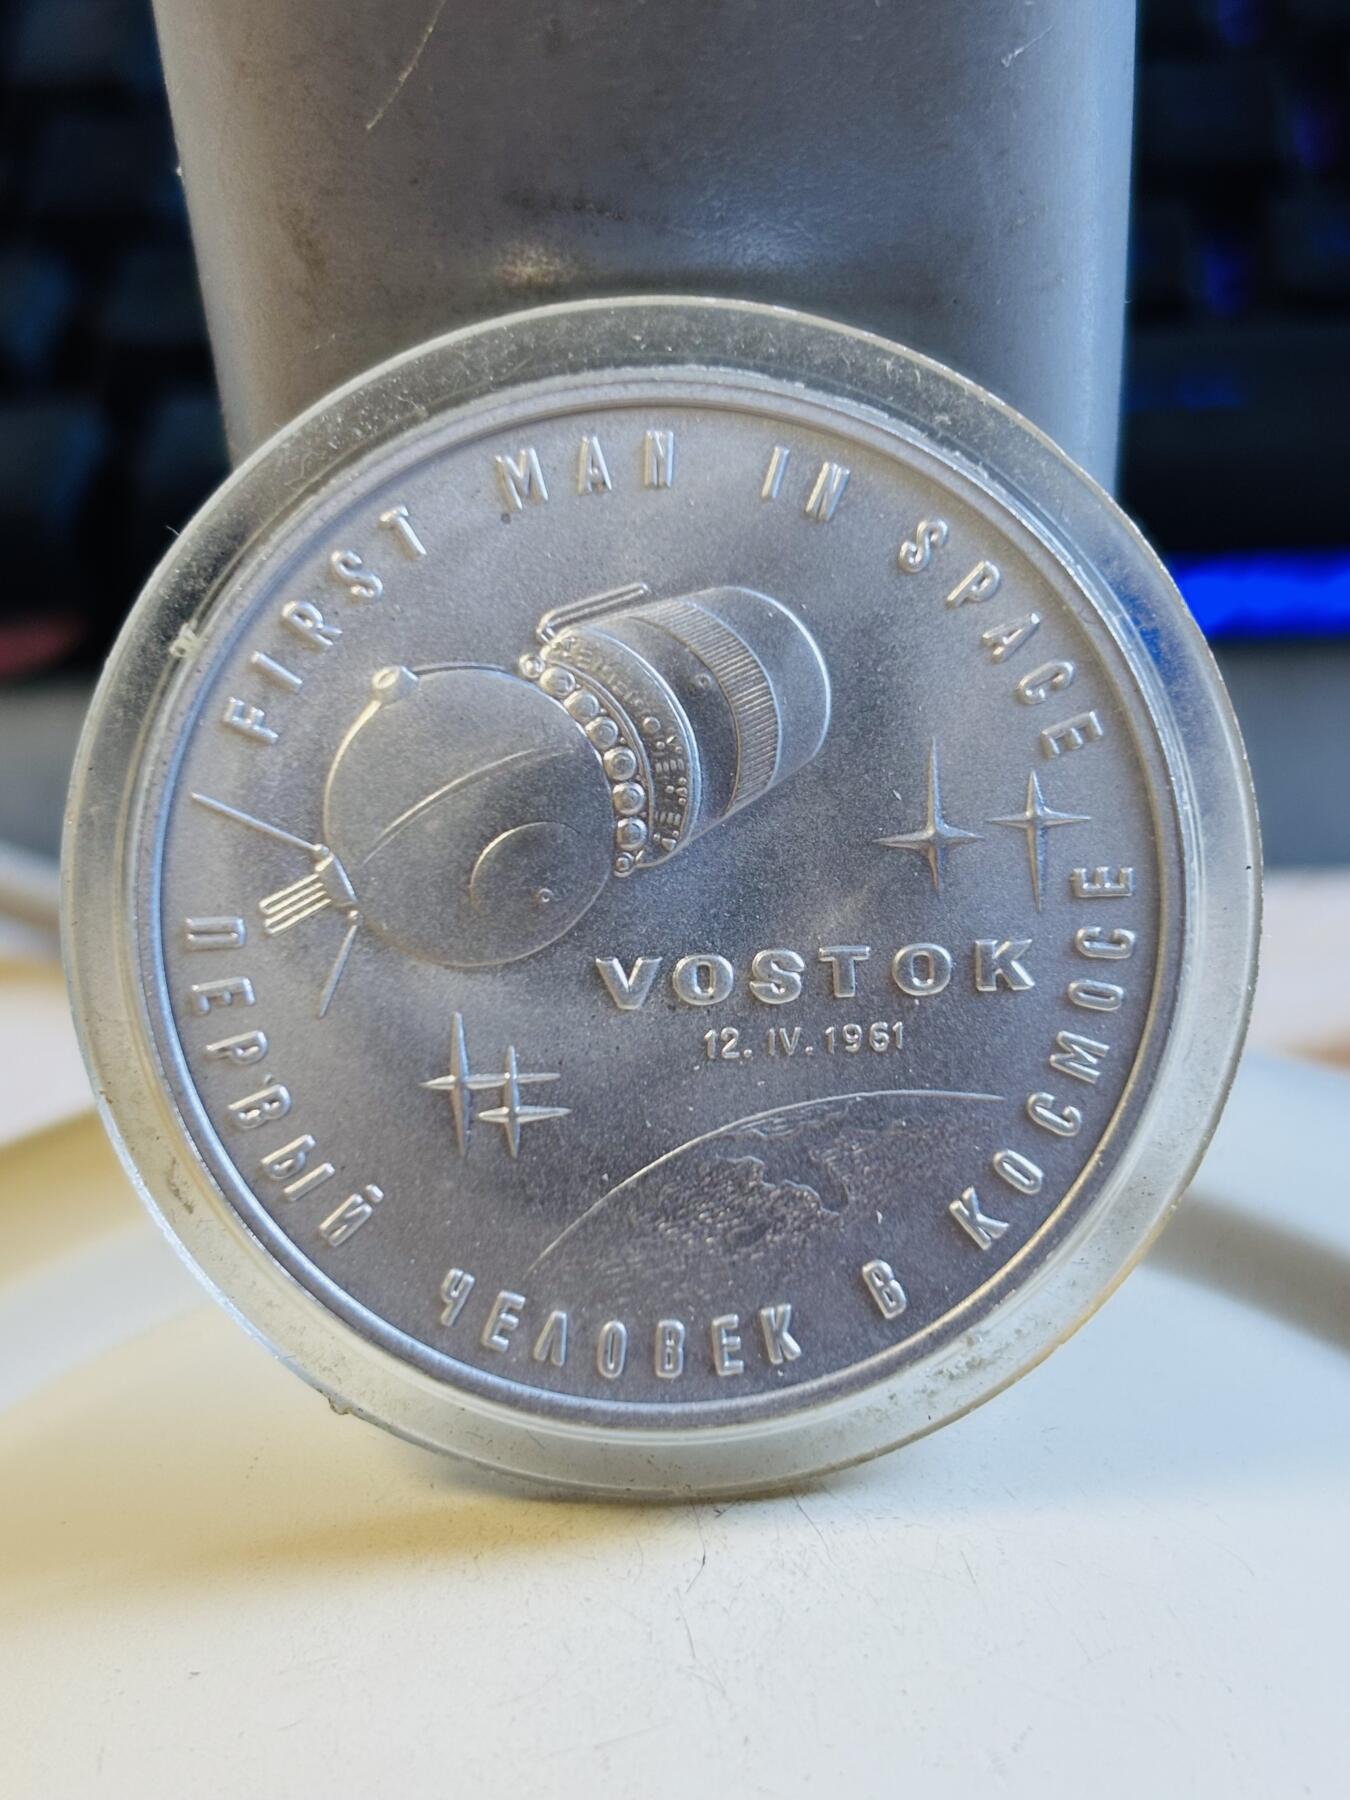 FIRST MAN IN SPACE
VOSTOK
12. IV. 1961
ПЕРВЫЙ ЧЕЛОВЕК В КОСМОСЕ